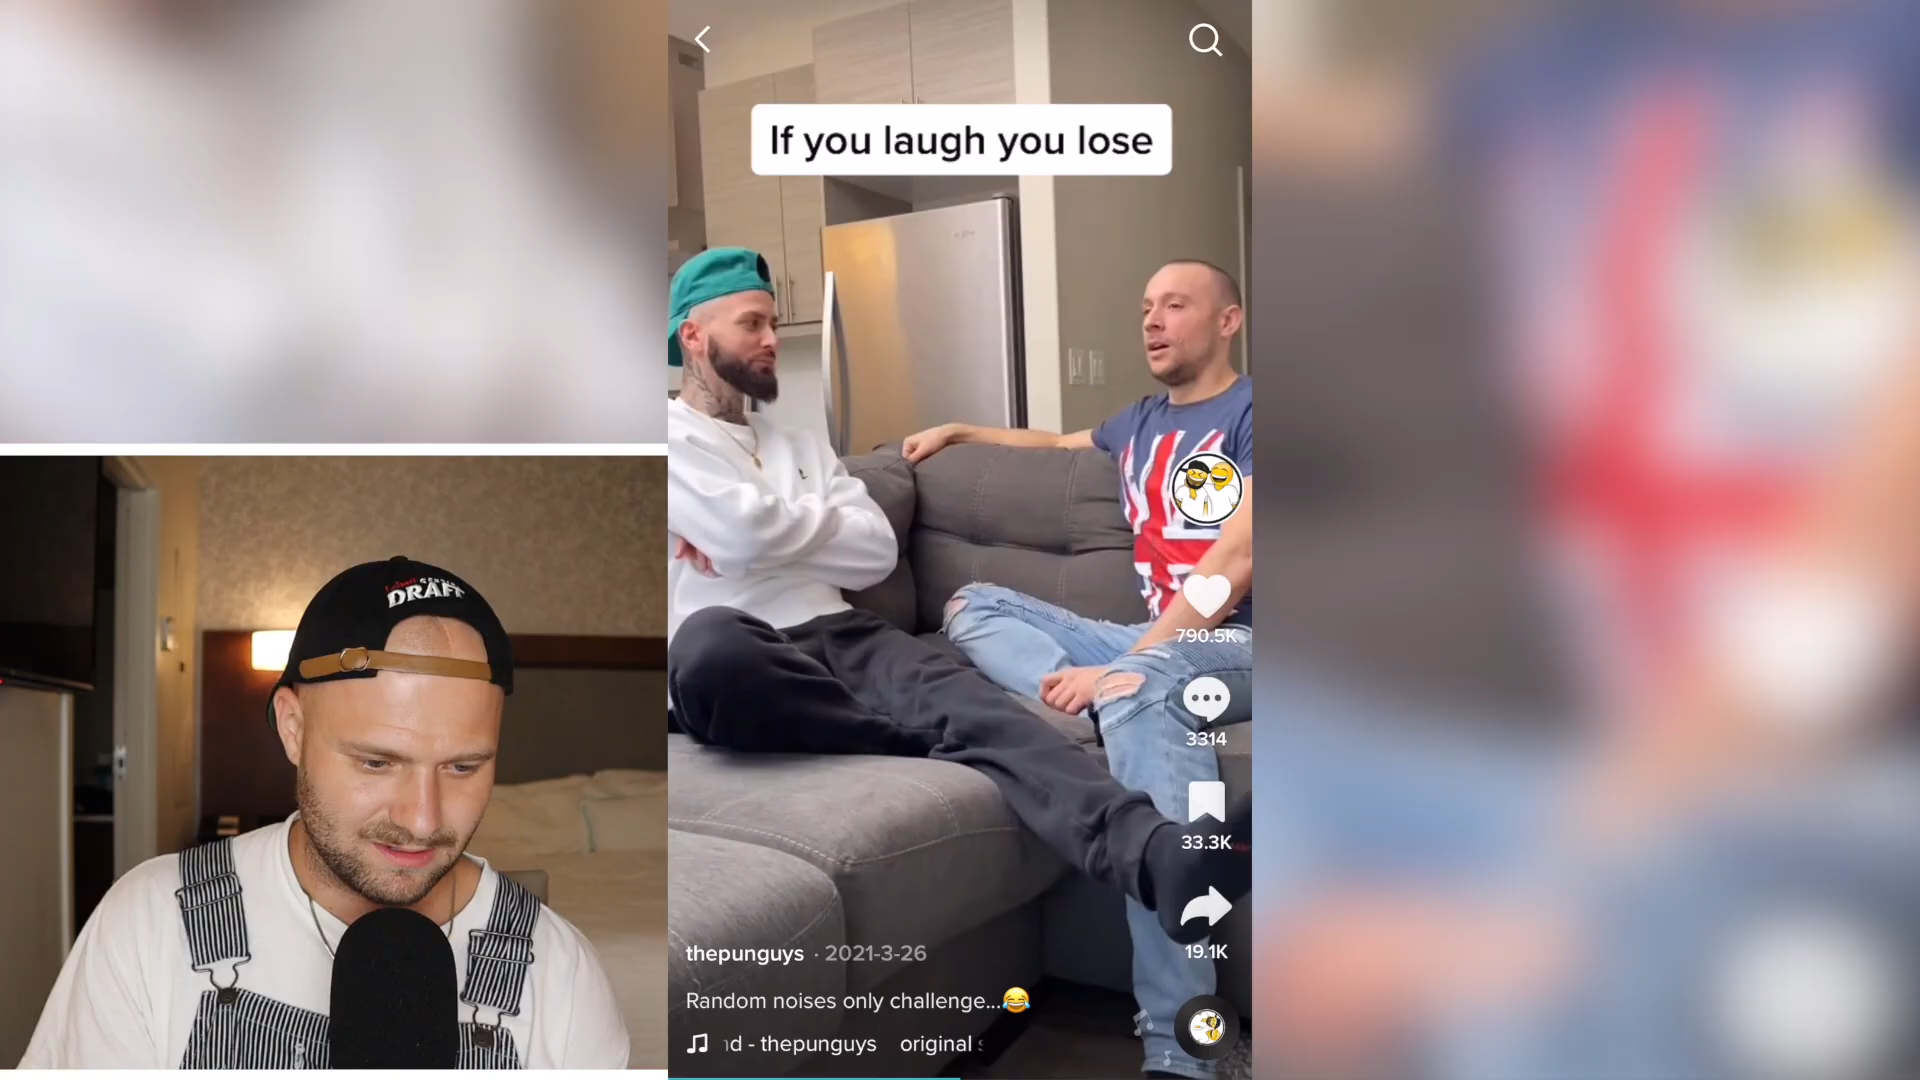 If you laugh you lose
DRAFT
790.5K
3314
33.3K
19.1K
thepunguys · 2021-3-26
Random noises only challenge...😂
nd - thepunguys original s